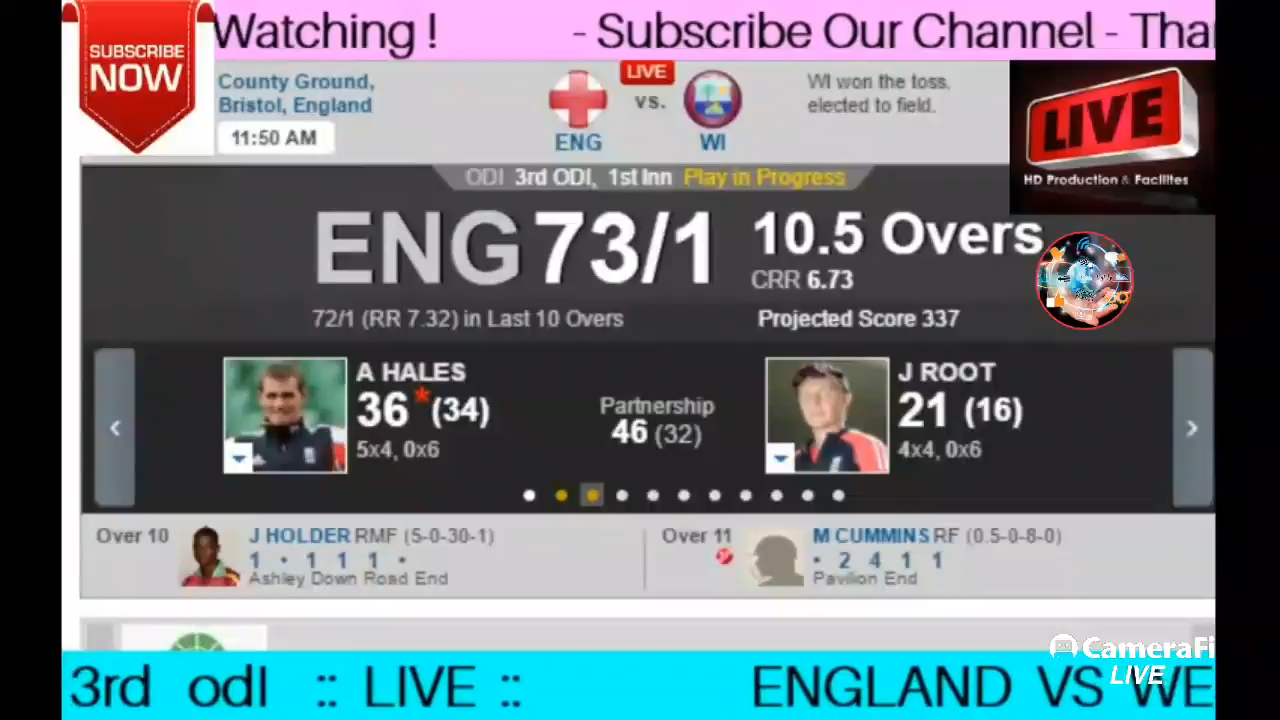 Watching !
- Subscribe Our Channel -
SUBSCRIBE
NOW
County Ground,
Bristol, England
11:50 AM
LIVE
vs.
ENG
WI
WI won the toss,
elected to field.
LIVE
HD Production & Facilites
ODI 3rd ODI, 1st Inn Play in Progress
ENG 73/1
10.5 Overs
CRR 6.73
72/1 (RR 7.32) in Last 10 Overs
Projected Score 337
A HALES
36* (34)
5x4, 0x6
Partnership
46 (32)
J ROOT
21 (16)
4x4, 0x6
Over 10
J HOLDER RMF (5-0-30-1)
1 • 1 1 1 •
Ashley Down Road End
Over 11
M CUMMINS RF (0.5-0-8-0)
• 2 4 1 1
Pavilion End
CameraFi
LIVE
3rd odI :: LIVE :: ENGLAND VS WE